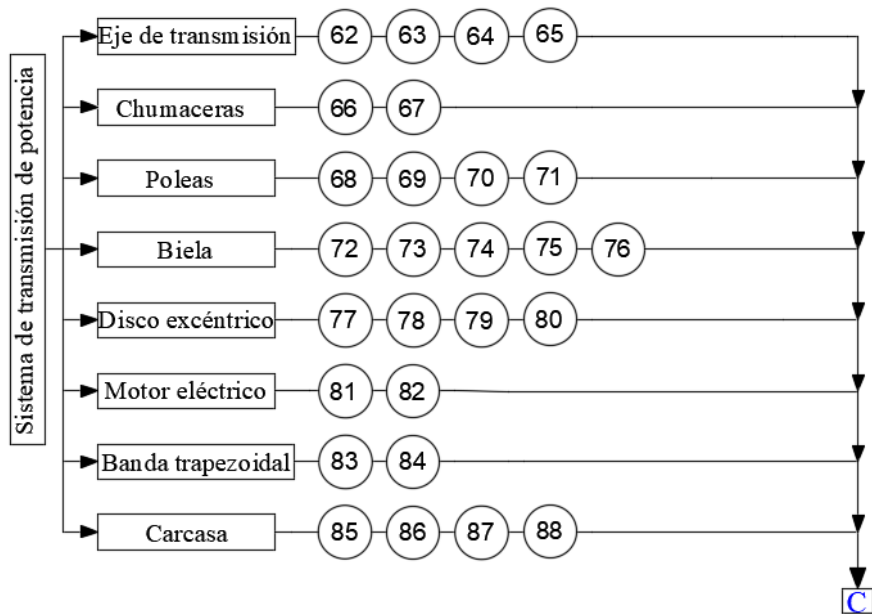 Sistema de transmisión de potencia
Eje de transmisión 62 63 64 65
Chumaceras 66 67
Poleas 68 69 70 71
Biela 72 73 74 75 76
Disco excéntrico 77 78 79 80
Motor eléctrico 81 82
Banda trapezoidal 83 84
Carcasa 85 86 87 88
C